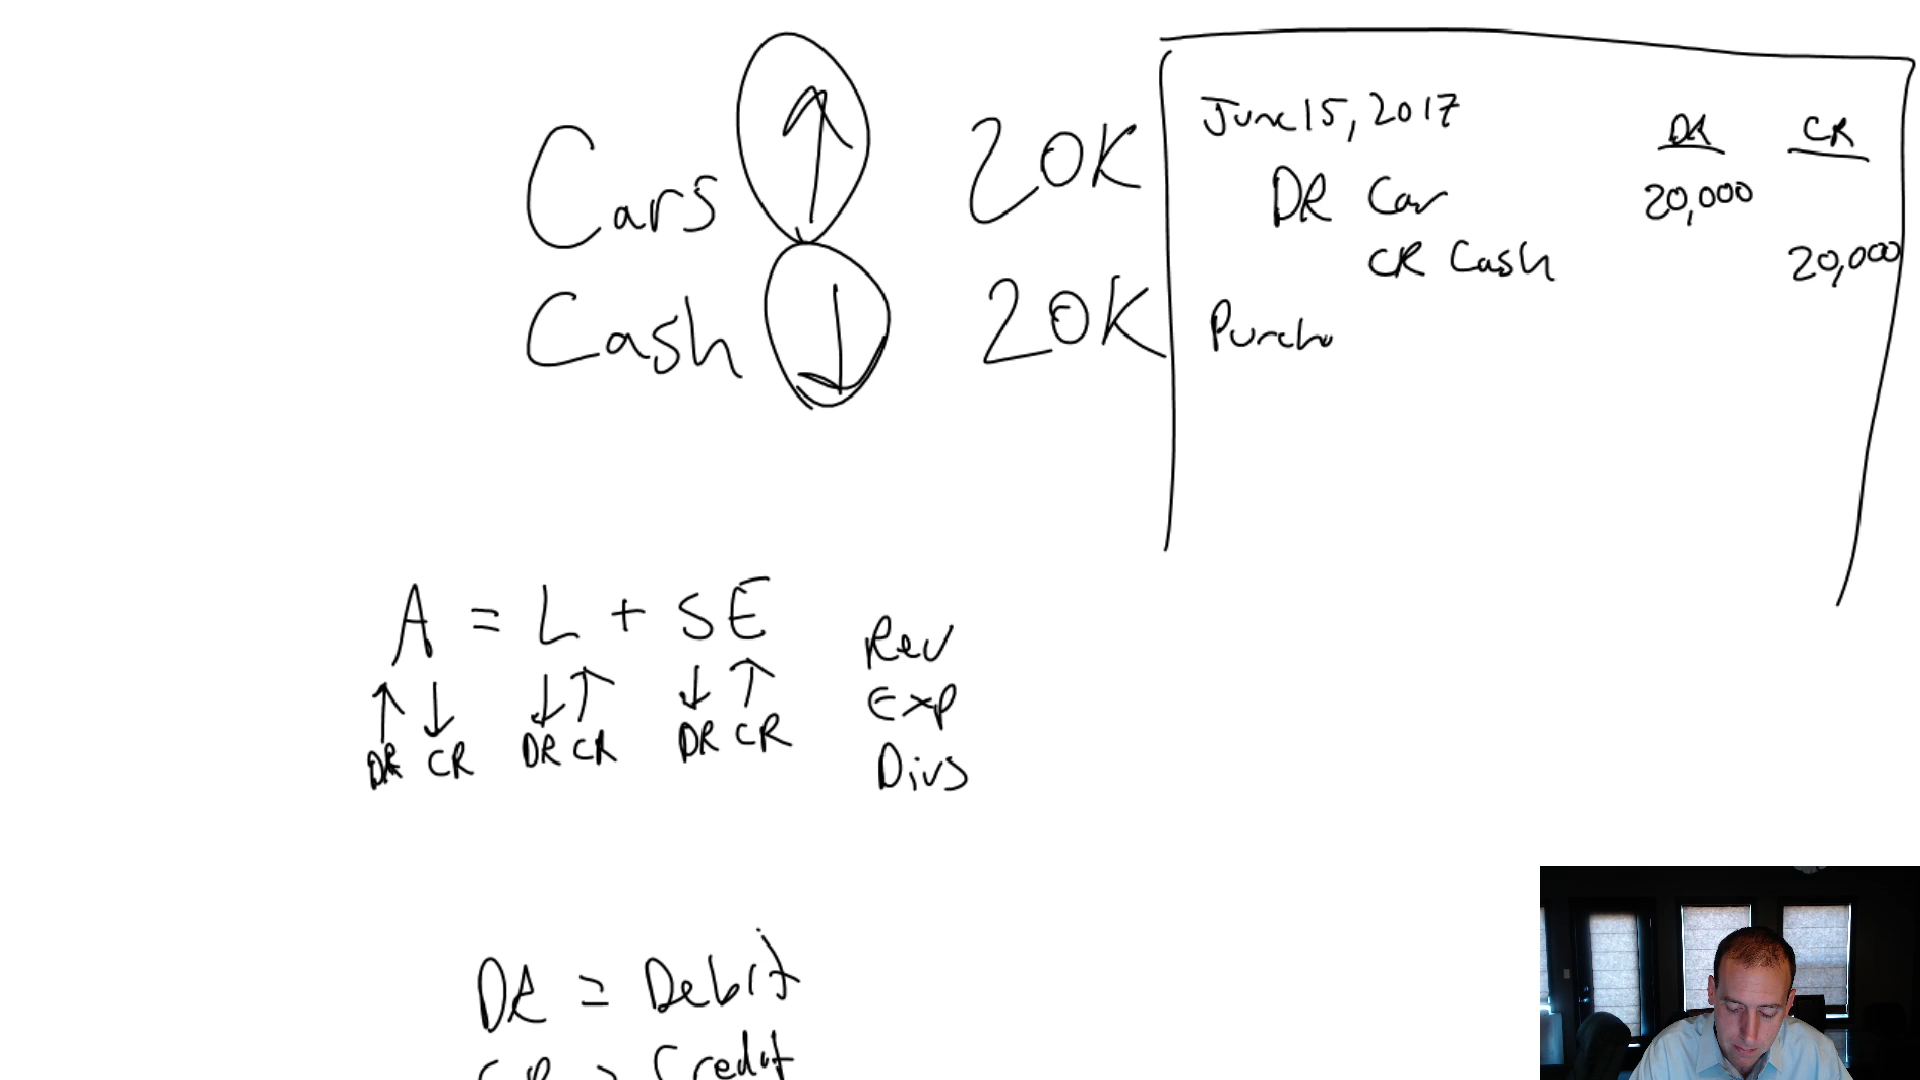 Cars ↑ 20K
Cash ↓ 20K
June 15, 2017
DR CR
DR Car 20,000
CR Cash 20,000
Purcha
A = L + SE
↑ ↓ ↓ ↑ ↓ ↑
DR CR DR CR DR CR
Rev
Exp
Divs
DR = Debit
CR = Credit